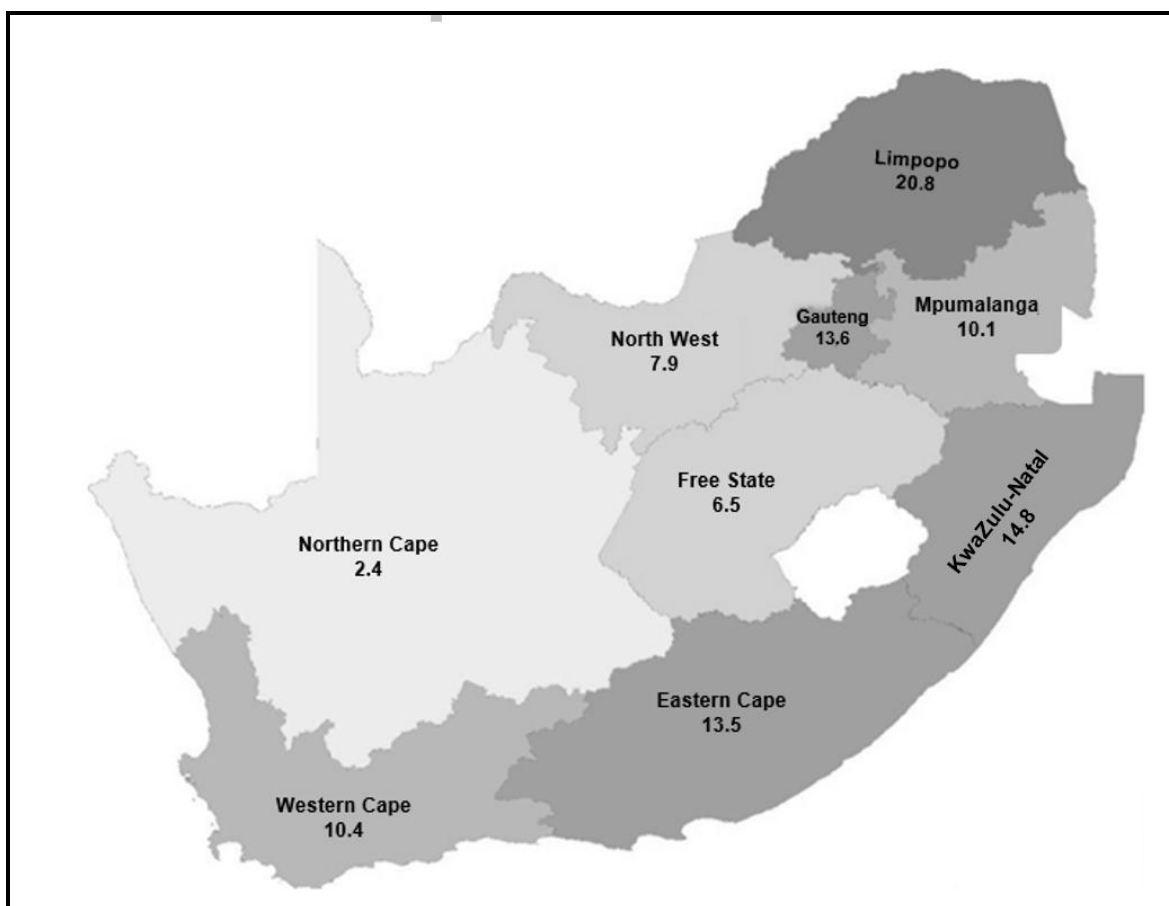 Limpopo
20.8
Mpumalanga
10.1
Gauteng
13.6
North West
7.9
Free State
6.5
KwaZulu-Natal
14.8
Northern Cape
2.4
Eastern Cape
13.5
Western Cape
10.4